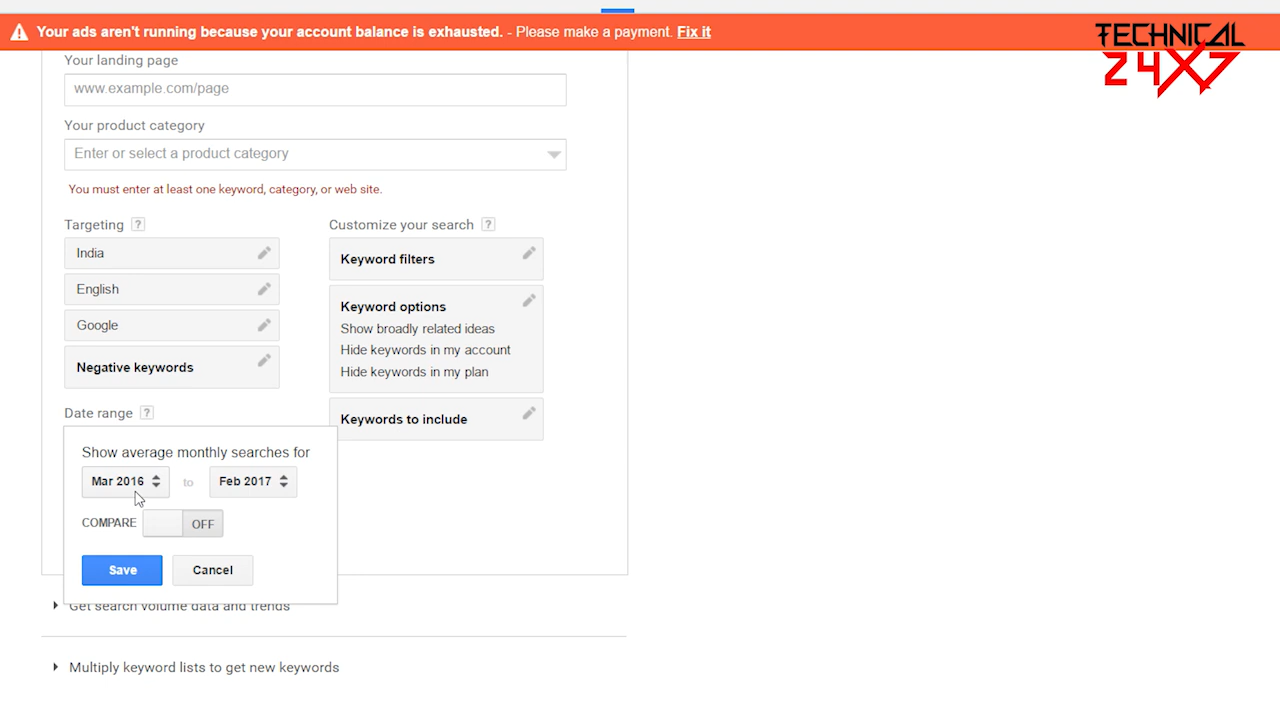 Your ads aren't running because your account balance is exhausted. - Please make a payment. Fix it
TECHNICAL
24X7
Your landing page
www.example.com/page
Your product category
Enter or select a product category
You must enter at least one keyword, category, or web site.
Targeting ?
India
English
Google
Negative keywords
Customize your search ?
Keyword filters
Keyword options
Show broadly related ideas
Hide keywords in my account
Hide keywords in my plan
Keywords to include
Date range ?
Show average monthly searches for
Mar 2016 to Feb 2017
COMPARE OFF
Save Cancel
Get search volume data and trends
Multiply keyword lists to get new keywords